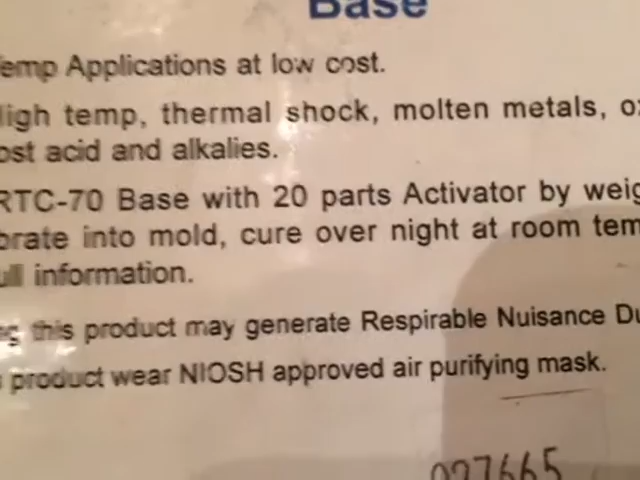 Base
emp Applications at low cost.
igh temp, thermal shock, molten metals, o
ost acid and alkalies.
RTC-70 Base with 20 parts Activator by weig
brate into mold, cure over night at room tem
ull information.
g this product may generate Respirable Nuisance Du
product wear NIOSH approved air purifying mask.
027665